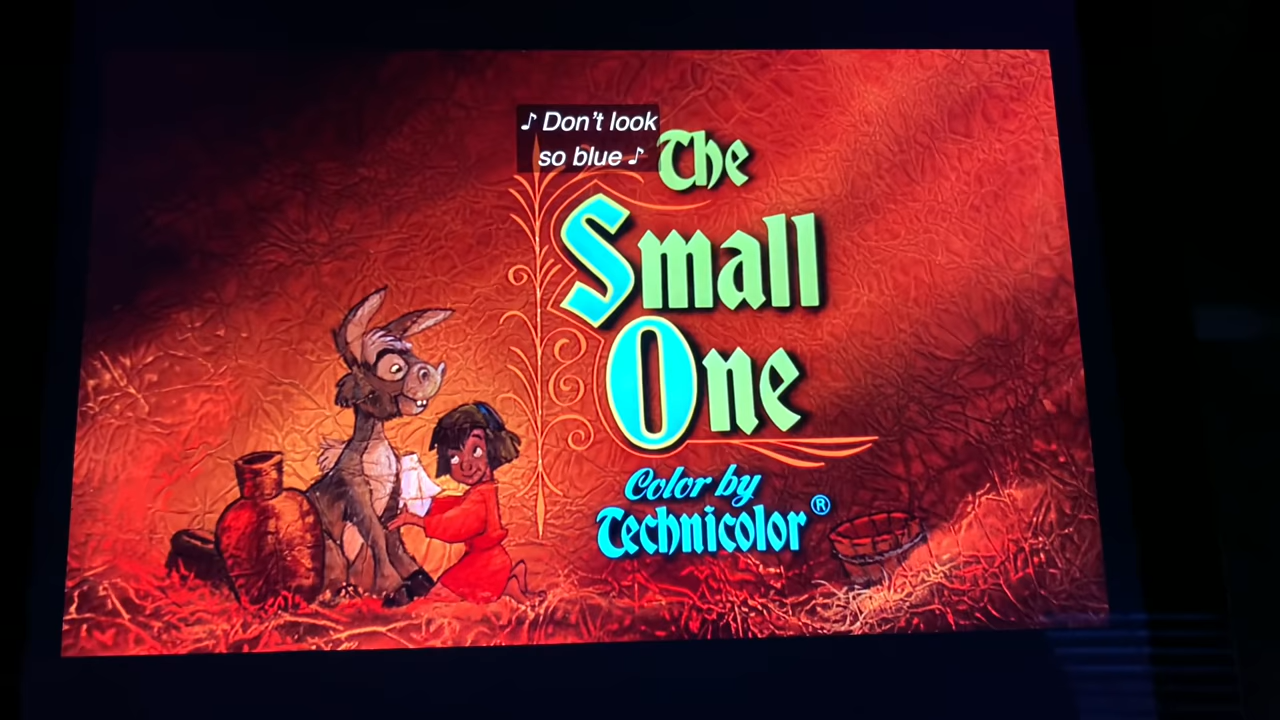 ♪ Don't look
so blue ♪
The
Small
One
Color by
Technicolor®